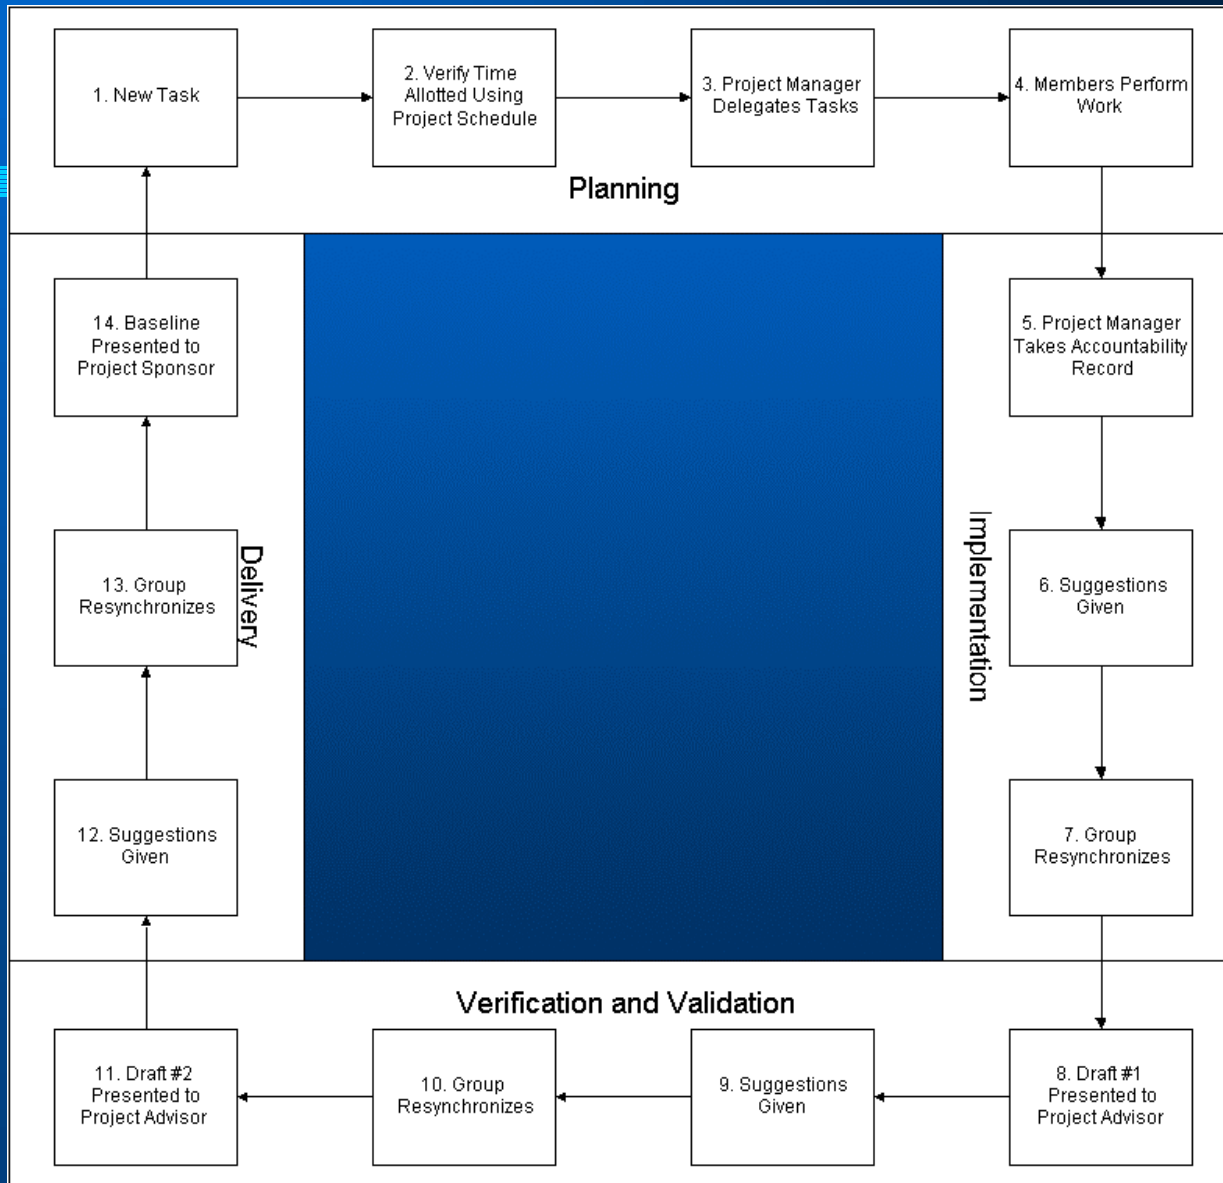 1. New Task
2. Verify Time
Allotted Using
Project Schedule
3. Project Manager
Delegates Tasks
4. Members Perform
Work
Planning
5. Project Manager
Takes Accountability
Record
6. Suggestions
Given
7. Group
Resynchronizes
Implementation
8. Draft #1
Presented to
Project Advisor
9. Suggestions
Given
10. Group
Resynchronizes
11. Draft #2
Presented to
Project Advisor
Verification and Validation
12. Suggestions
Given
13. Group
Resynchronizes
14. Baseline
Presented to
Project Sponsor
Delivery